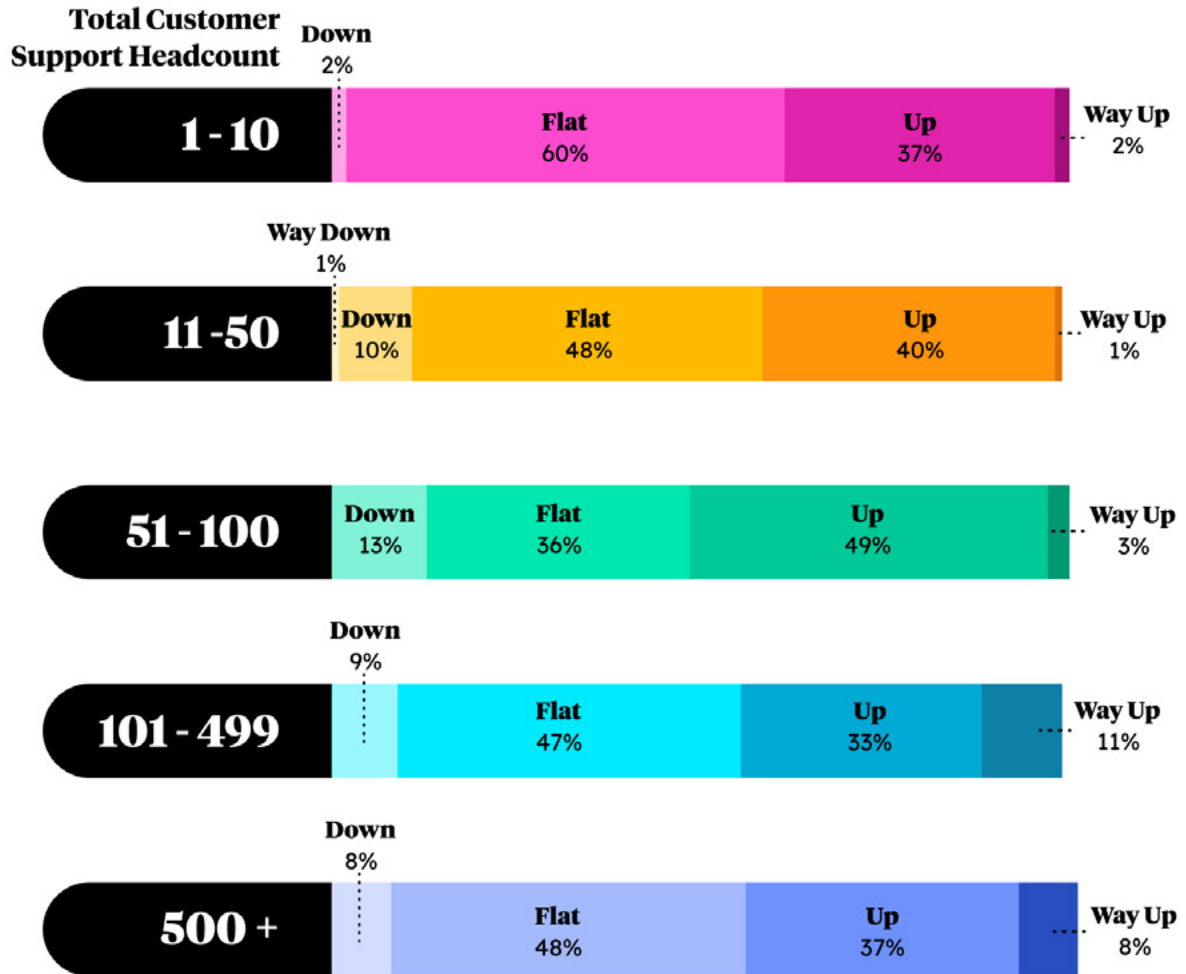 Total Customer
Support Headcount
Down
2%
1 - 10
Flat
60%
Up
37%
Way Up
2%
Way Down
1%
11 -50
Down
10%
Flat
48%
Up
40%
Way Up
1%
51 - 100
Down
13%
Flat
36%
Up
49%
Way Up
3%
Down
9%
101 - 499
Flat
47%
Up
33%
Way Up
11%
Down
8%
500 +
Flat
48%
Up
37%
Way Up
8%